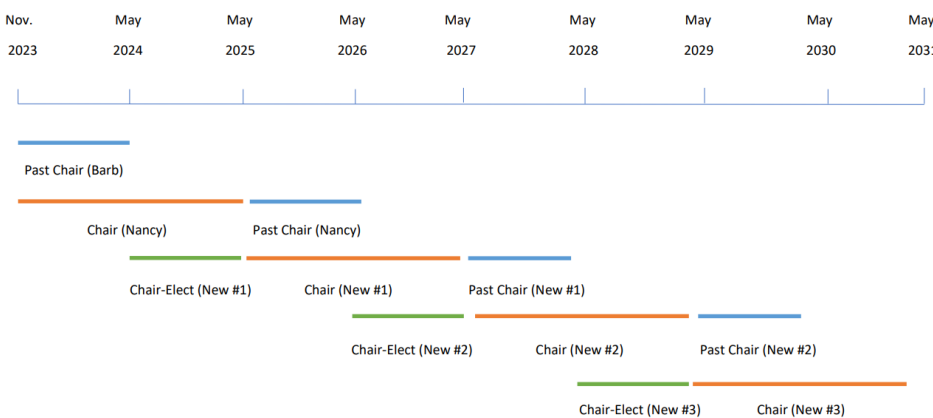 Nov. May May May May May May May May
2023 2024 2025 2026 2027 2028 2029 2030 2031
Past Chair (Barb)
Chair (Nancy) Past Chair (Nancy)
Chair-Elect (New #1) Chair (New #1) Past Chair (New #1)
Chair-Elect (New #2) Chair (New #2) Past Chair (New #2)
Chair-Elect (New #3) Chair (New #3)